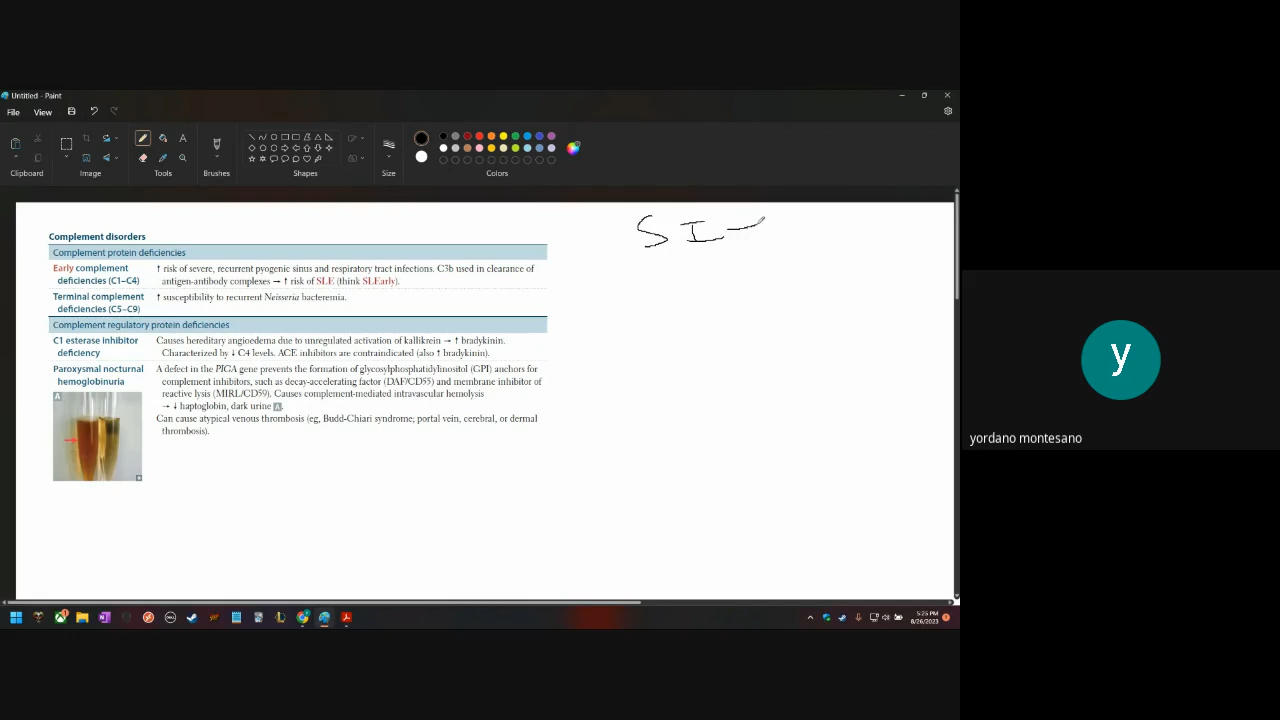 Untitled - Paint
File View
Clipboard Image Tools Brushes Shapes Size Colors
S I
Complement disorders
Complement protein deficiencies
Early complement deficiencies (C1–C4)
↑ risk of severe, recurrent pyogenic sinus and respiratory tract infections. C3b used in clearance of
antigen-antibody complexes → ↑ risk of SLE (think SLEarly).
Terminal complement deficiencies (C5–C9)
↑ susceptibility to recurrent Neisseria bacteremia.
Complement regulatory protein deficiencies
C1 esterase inhibitor deficiency
Causes hereditary angioedema due to unregulated activation of kallikrein → ↑ bradykinin.
Characterized by ↓ C4 levels. ACE inhibitors are contraindicated (also ↑ bradykinin).
Paroxysmal nocturnal hemoglobinuria
A defect in the PIGA gene prevents the formation of glycosylphosphatidylinositol (GPI) anchors for
complement inhibitors, such as decay-accelerating factor (DAF/CD55) and membrane inhibitor of
reactive lysis (MIRL/CD59). Causes complement-mediated intravascular hemolysis
→ ↓ haptoglobin, dark urine A.
Can cause atypical venous thrombosis (eg, Budd-Chiari syndrome; portal vein, cerebral, or dermal
thrombosis).
A
y
yordano montesano
5:25 PM
8/26/2023